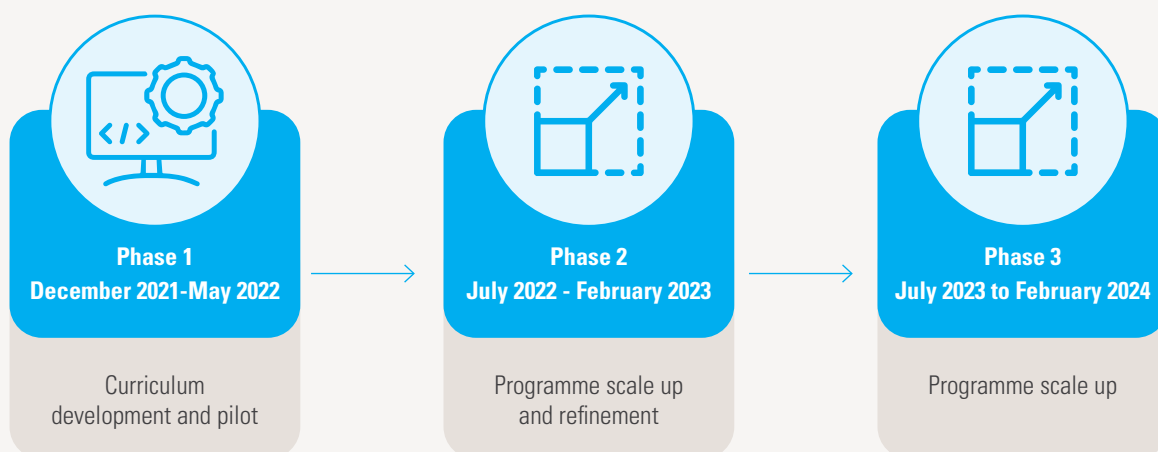 </>
Phase 1
December 2021-May 2022
Curriculum
development and pilot
Phase 2
July 2022 - February 2023
Programme scale up
and refinement
Phase 3
July 2023 to February 2024
Programme scale up